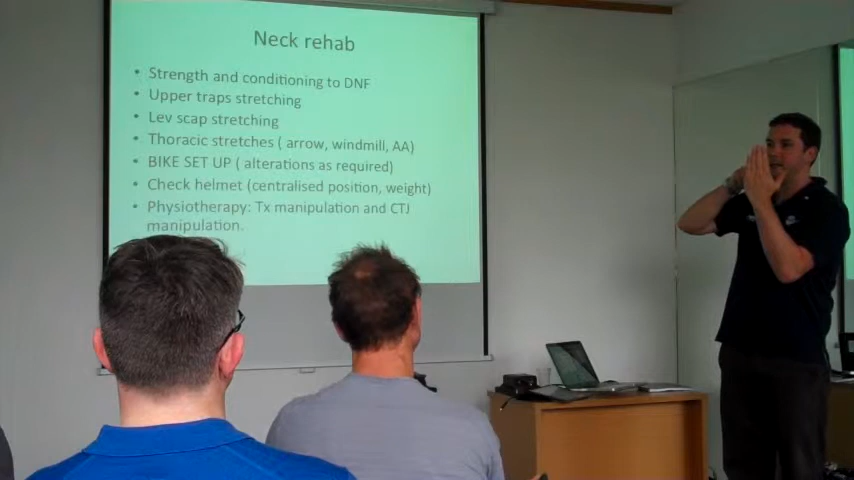 Neck rehab
• Strength and conditioning to DNF
• Upper traps stretching
• Lev scap stretching
• Thoracic stretches ( arrow, windmill, AA)
• BIKE SET UP ( alterations as required)
• Check helmet (centralised position, weight)
• Physiotherapy: Tx manipulation and CTJ
manipulation.